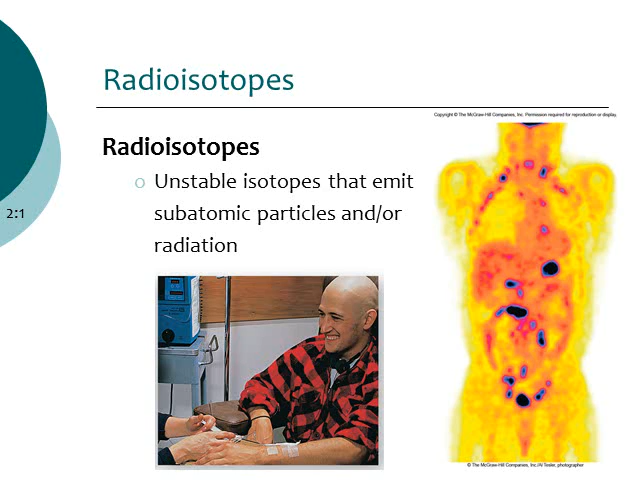 Radioisotopes
Copyright © The McGraw-Hill Companies, Inc. Permission required for reproduction or display.
Radioisotopes
o Unstable isotopes that emit
subatomic particles and/or
radiation
2:1
© The McGraw-Hill Companies, Inc./Al Telser, photographer